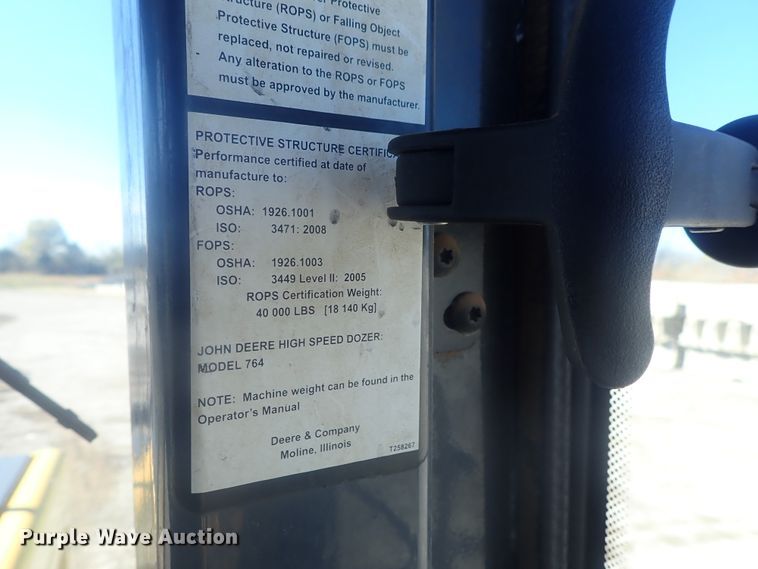 Protective
Structure (ROPS) or Falling Object
Protective Structure (FOPS) must be
replaced, not repaired or revised.
Any alteration to the ROPS or FOPS
must be approved by the manufacturer.
PROTECTIVE STRUCTURE CERTIFICA
Performance certified at date of
manufacture to:
ROPS:
OSHA: 1926.1001
ISO: 3471: 2008
FOPS:
OSHA: 1926.1003
ISO: 3449 Level II: 2005
ROPS Certification Weight:
40 000 LBS [18 140 Kg]
JOHN DEERE HIGH SPEED DOZER:
MODEL 764
NOTE: Machine weight can be found in the
Operator's Manual
Deere & Company
Moline, Illinois
T258267
Purple Wave Auction